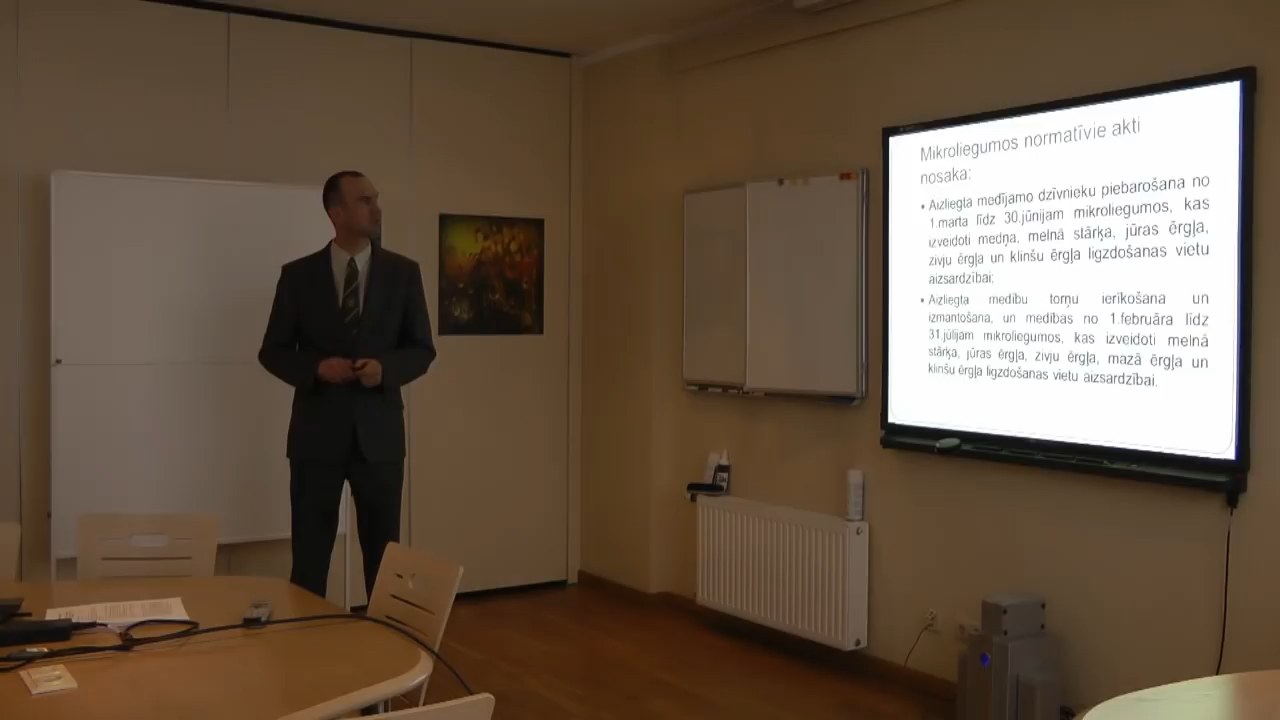 Mikroliegumos normatīvie akti
nosaka:
• Aizliegta medījamo dzīvnieku piebarošana no
1.marta līdz 30.jūnijam mikroliegumos, kas
izveidoti medņa, melnā stārķa, jūras ērgļa,
zivju ērgļa un klinšu ērgļa ligzdošanas vietu
aizsardzībai;
• Aizliegta medību torņu ierīkošana un
izmantošana, un medības no 1.februāra līdz
31.jūlijam mikroliegumos, kas izveidoti melnā
stārķa, jūras ērgļa, zivju ērgļa, mazā ērgļa un
klinšu ērgļa ligzdošanas vietu aizsardzībai.